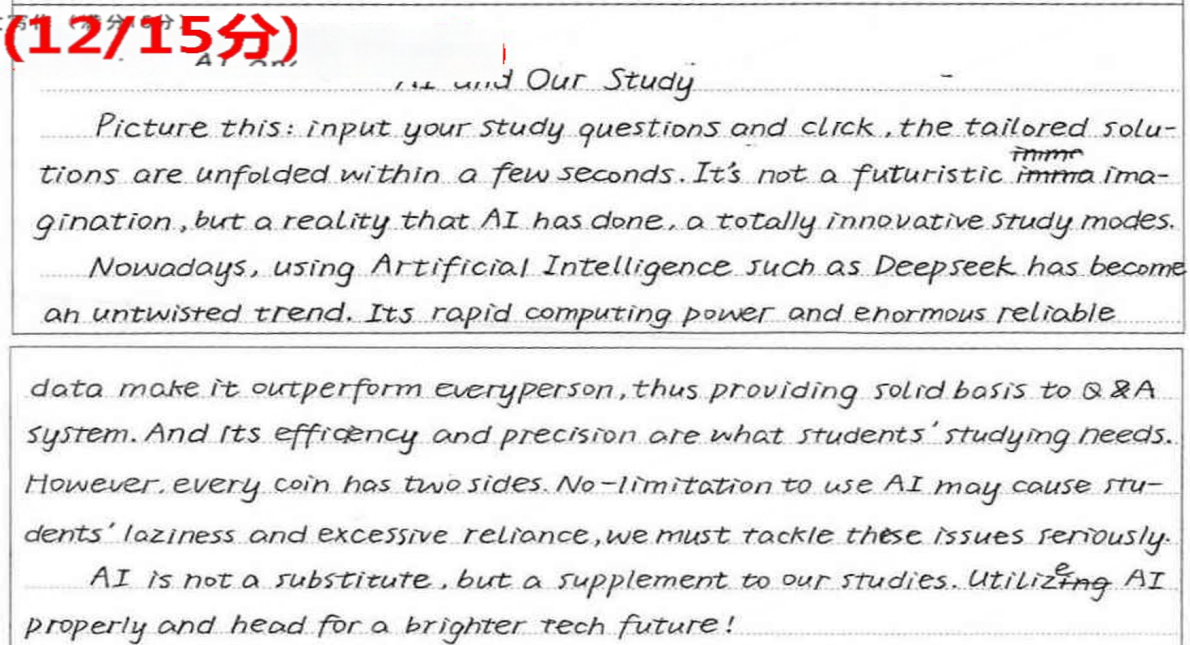 (12/15分)
Our Study
Picture this: input your study questions and click, the tailored solu-
tions are unfolded within a few seconds. It's not a futuristic ima-
gination, but a reality that AI has done, a totally innovative study modes.
Nowadays, using Artificial Intelligence such as Deepseek has become
an untwisted trend. Its rapid computing power and enormous reliable
data make it outperform everyperson, thus providing solid basis to Q &A
system. And its efficency and precision are what students' studying needs.
However, every coin has two sides. No-limitation to use AI may cause stu-
dents' laziness and excessive reliance, we must tackle these issues seriously.
AI is not a substitute, but a supplement to our studies. Utilize AI
properly and head for a brighter tech future!